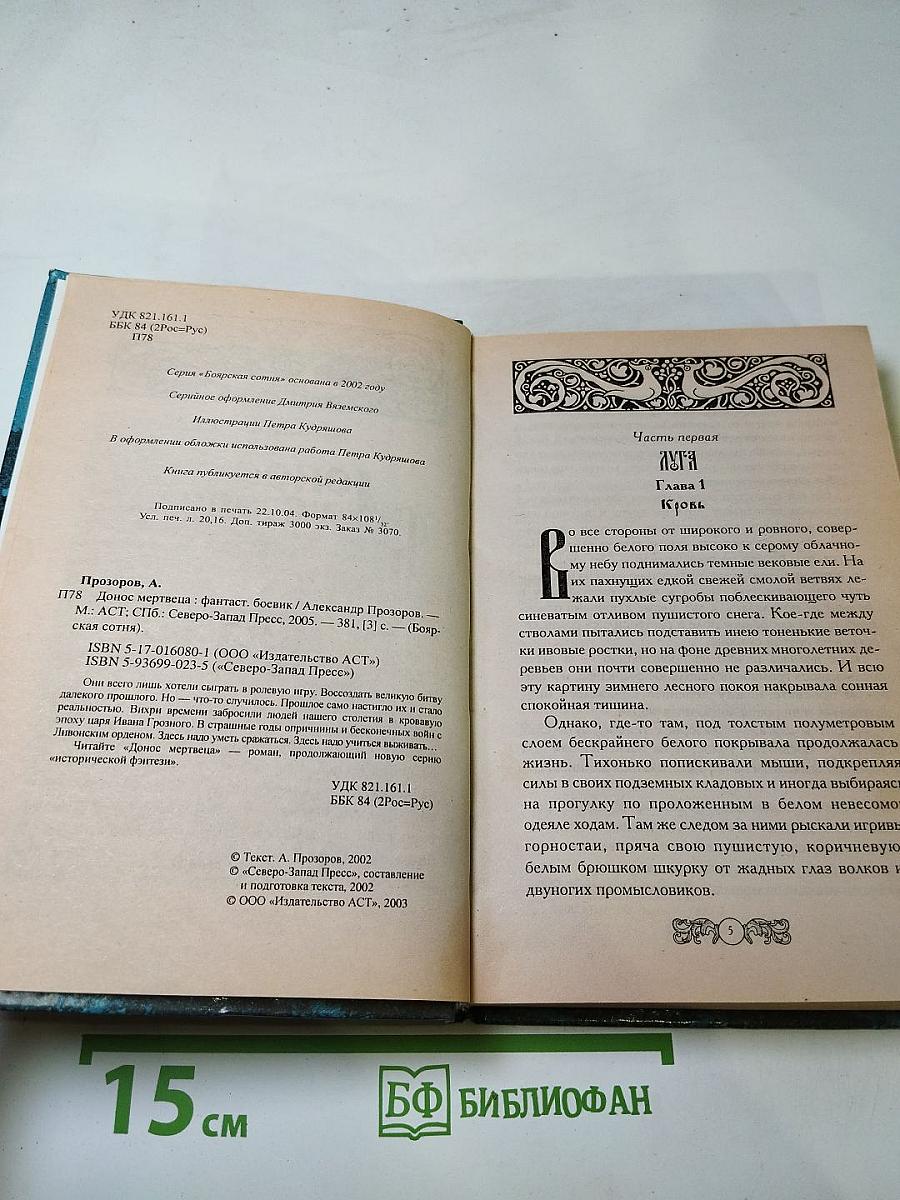 УДК 821.161.1
ББК 84 (2Рос=Рус)
П78
Серия «Боярская сотня» основана в 2002 году
Серийное оформление Дмитрия Вяземского
Иллюстрации Петра Кудряшова
В оформлении обложки использована работа Петра Кудряшова
Книга публикуется в авторской редакции
Подписано в печать 22.10.04. Формат 84×108 1/32.
Усл. печ. л. 20,16. Доп. тираж 3000 экз. Заказ № 3070.
Прозоров, А.
П78 Донос мертвеца : фантаст. боевик / Александр Прозоров. —
М.: АСТ; СПб.: Северо-Запад Пресс, 2005. — 381, [3] с. — (Бояр-
ская сотня).
ISBN 5-17-016080-1 (ООО «Издательство АСТ»)
ISBN 5-93699-023-5 («Северо-Запад Пресс»)
Они всего лишь хотели сыграть в ролевую игру. Воссоздать великую битву
далекого прошлого. Но — что-то случилось. Прошлое само настигло их и стало
реальностью. Вихри времени забросили людей нашего столетия в кровавую
эпоху царя Ивана Грозного. В страшные годы опричнины и бесконечных войн с
Ливонским орденом. Здесь надо уметь сражаться. Здесь надо учиться выживать...
Читайте «Донос мертвеца» — роман, продолжающий новую серию
«исторической фэнтези».
УДК 821.161.1
ББК 84 (2Рос=Рус)
© Текст. А. Прозоров, 2002
© «Северо-Запад Пресс», составление
и подготовка текста, 2002
© ООО «Издательство АСТ», 2003
Часть первая
ЛУГА
Глава 1
Кровь
Во все стороны от широкого и ровного, совер-
шенно белого поля высоко к серому облачно-
му небу поднимались темные вековые ели. На
их пахнущих едкой свежей смолой ветвях ле-
жали пухлые сугробы поблескивающего чуть
синеватым отливом пушистого снега. Кое-где между
стволами пытались подставить инею тоненькие веточ-
ки ивовые ростки, но на фоне древних многолетних де-
ревьев они почти совершенно не различались. И всю
эту картину зимнего лесного покоя накрывала сонная
спокойная тишина.
Однако, где-то там, под толстым полуметровым
слоем бескрайнего белого покрывала продолжалась
жизнь. Тихонько попискивали мыши, подкрепляя
силы в своих подземных кладовых и иногда выбираясь
на прогулку по проложенным в белом невесомо
одеяле ходам. Там же следом за ними рыскали игривы
горностаи, пряча свою пушистую, коричневую
белым брюшком шкурку от жадных глаз волков и
двуногих промысловиков.
5
15 см
БФ БИБЛИОФАН